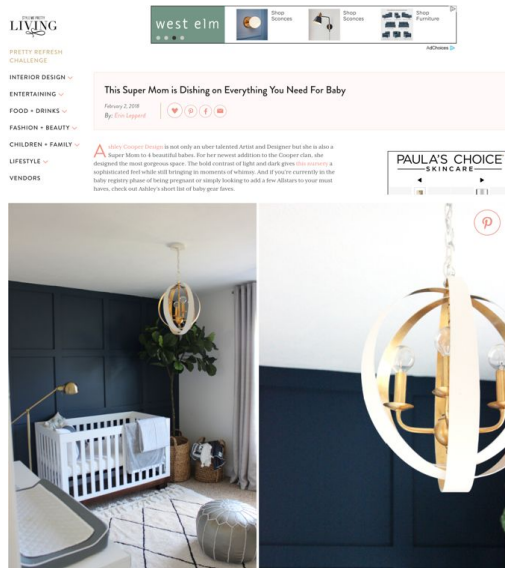 STYLE ME PRETTY
LIVING
west elm
Shop
Sconces
Shop
Sconces
Shop
Furniture
AdChoices
PRETTY REFRESH
CHALLENGE
INTERIOR DESIGN
ENTERTAINING
FOOD + DRINKS
FASHION + BEAUTY
CHILDREN + FAMILY
LIFESTYLE
VENDORS
This Super Mom is Dishing on Everything You Need For Baby
February 2, 2018
By: Erin Leppard
Ashley Cooper Design is not only an uber talented Artist and Designer but she is also a
Super Mom to 4 beautiful babes. For her newest addition to the Cooper clan, she
designed the most gorgeous space. The bold contrast of light and dark gives this nursery a
sophisticated feel while still bringing in moments of whimsy. And if you're currently in the
baby registry phase of being pregnant or simply looking to add a few Allstars to your must
haves, check out Ashley's short list of baby gear faves.
PAULA'S CHOICE
SKINCARE